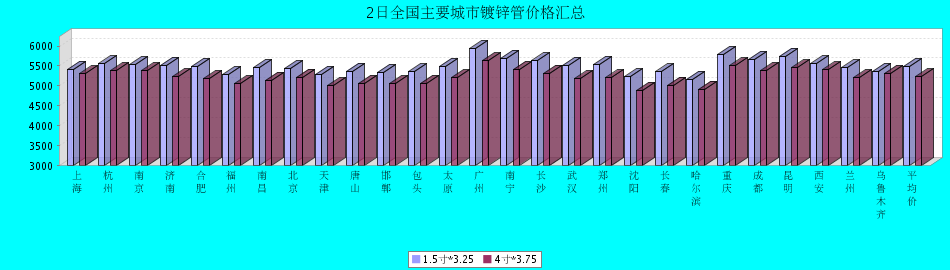 2日全国主要城市镀锌管价格汇总
6000
5500
5000
4500
4000
3500
3000
上海 杭州 南京 济南 合肥 福州 南昌 北京 天津 唐山 邯郸 包头 太原 广州 南宁 长沙 武汉 郑州 沈阳 长春 哈尔滨 重庆 成都 昆明 西安 兰州 乌鲁木齐 平均价
1.5寸*3.25 4寸*3.75